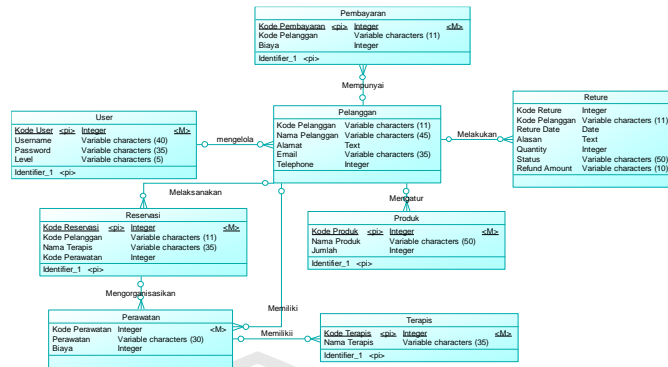 Pembayaran
Kode Pembayaran <pi> Integer <M>
Kode Pelanggan Variable characters (11)
Biaya Integer
Identifier_1 <pi>
Mempunyai
User
Kode User <pi> Integer <M>
Username Variable characters (40)
Password Variable characters (35)
Level Variable characters (5)
Identifier_1 <pi>
mengelola
Pelanggan
Kode Pelanggan Variable characters (11)
Nama Pelanggan Variable characters (45)
Alamat Text
Email Variable characters (35)
Telephone Integer
Melakukan
Reture
Kode Reture Integer
Kode Pelanggan Variable characters (11)
Reture Date Date
Alasan Text
Quantity Integer
Status Variable characters (50)
Refund Amount Variable characters (10)
Melaksanakan
Mengatur
Reservasi
Kode Reservasi <pi> Integer <M>
Kode Pelanggan Variable characters (11)
Nama Terapis Variable characters (35)
Kode Perawatan Integer
Identifier_1 <pi>
Produk
Kode Produk <pi> Integer <M>
Nama Produk Variable characters (50)
Jumlah Integer
Identifier_1 <pi>
Mengorganisasikan
Memiliki
Perawatan
Kode Perawatan Integer <M>
Perawatan Variable characters (30)
Biaya Integer
Memilikii
Terapis
Kode Terapis <pi> Integer <M>
Nama Terapis Variable characters (35)
Identifier_1 <pi>